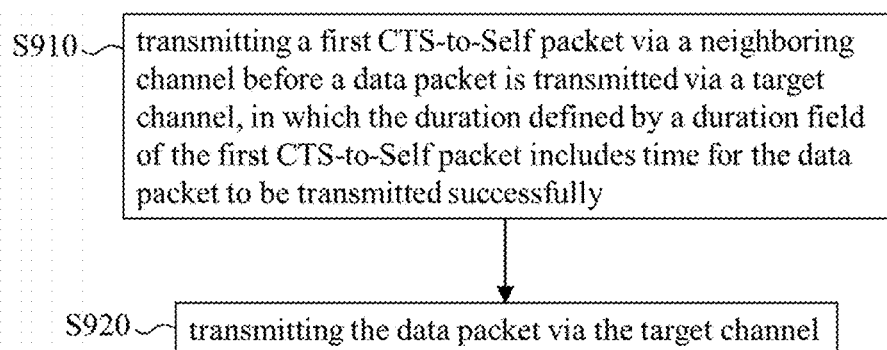 S910
transmitting a first CTS-to-Self packet via a neighboring
channel before a data packet is transmitted via a target
channel, in which the duration defined by a duration field
of the first CTS-to-Self packet includes time for the data
packet to be transmitted successfully
S920
transmitting the data packet via the target channel